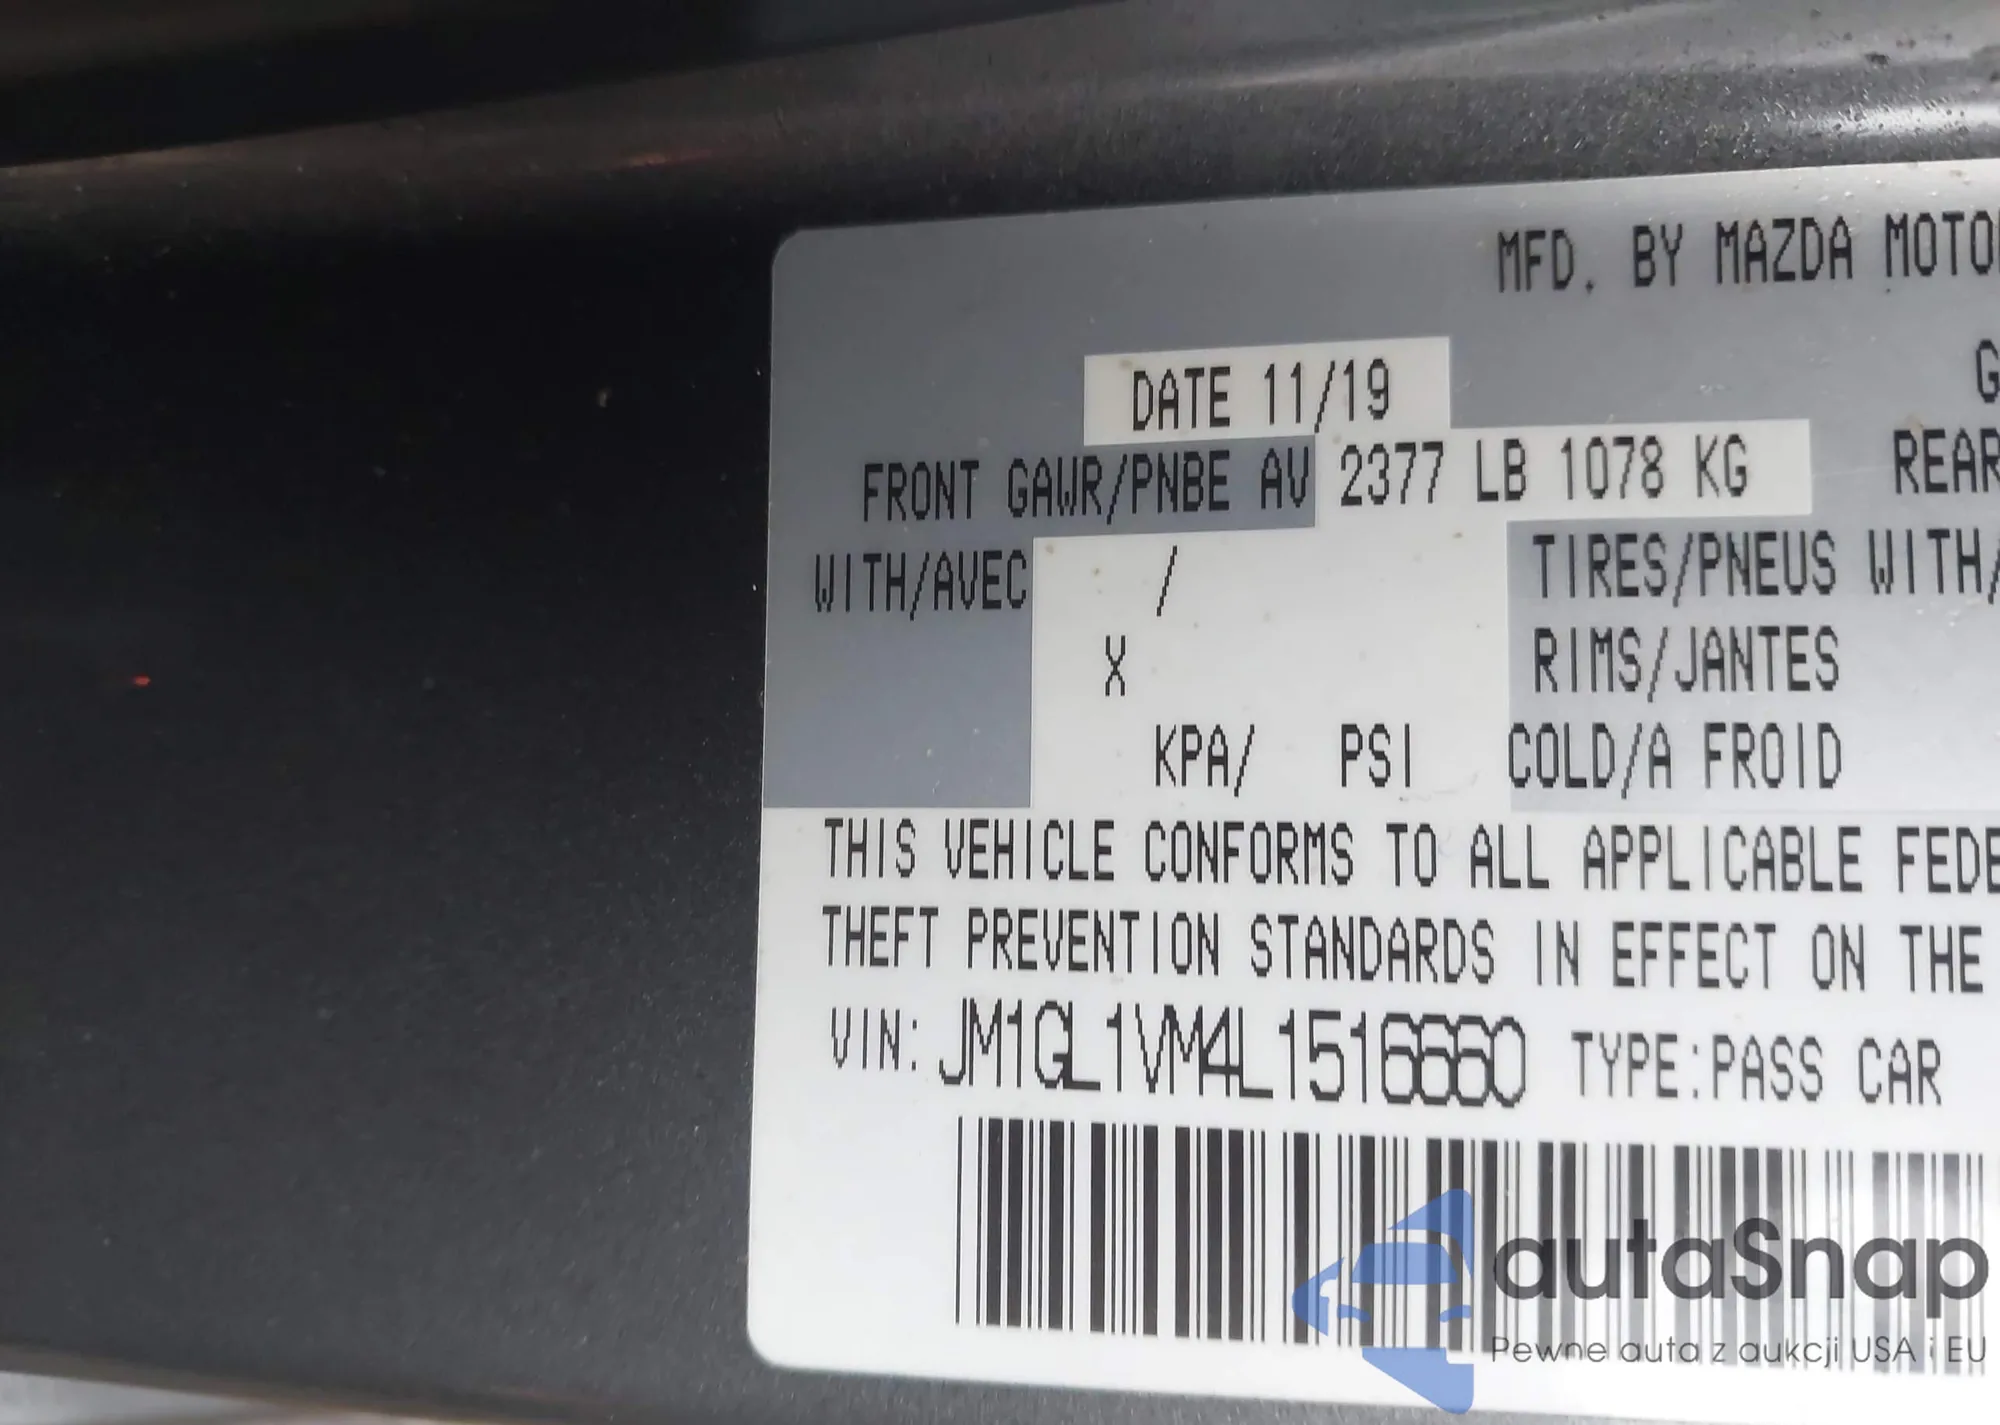 MFD. BY MAZDA MOTO
DATE 11/19
G
FRONT GAWR/PNBE AV 2377 LB 1078 KG REAR
WITH/AVEC / TIRES/PNEUS WITH/
X RIMS/JANTES
KPA/ PSI COLD/A FROID
THIS VEHICLE CONFORMS TO ALL APPLICABLE FEDE
THEFT PREVENTION STANDARDS IN EFFECT ON THE
VIN: JM1GL1VM4L1516660 TYPE:PASS CAR
autaSnap
Pewne auta z aukcji USA i EU